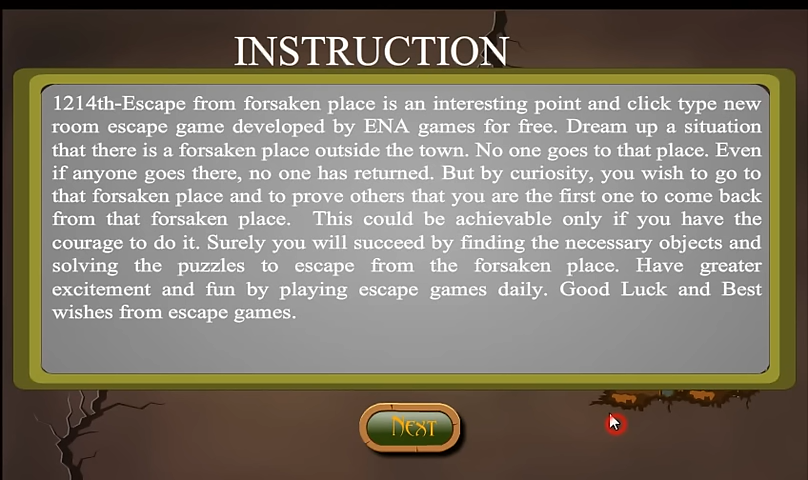 INSTRUCTION
1214th-Escape from forsaken place is an interesting point and click type new
room escape game developed by ENA games for free. Dream up a situation
that there is a forsaken place outside the town. No one goes to that place. Even
if anyone goes there, no one has returned. But by curiosity, you wish to go to
that forsaken place and to prove others that you are the first one to come back
from that forsaken place. This could be achievable only if you have the
courage to do it. Surely you will succeed by finding the necessary objects and
solving the puzzles to escape from the forsaken place. Have greater
excitement and fun by playing escape games daily. Good Luck and Best
wishes from escape games.
NEXT